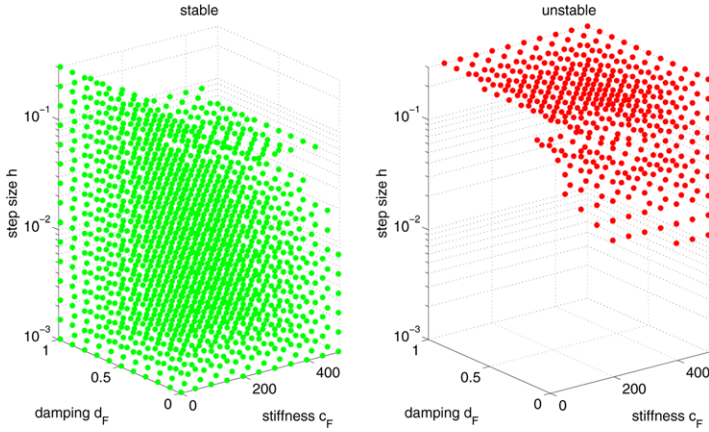 stable
10⁻¹
10⁻²
10⁻³
step size h
1
0.5
0
damping d_F
0
200
400
stiffness c_F
unstable
10⁻¹
10⁻²
10⁻³
step size h
1
0.5
0
damping d_F
0
200
400
stiffness c_F